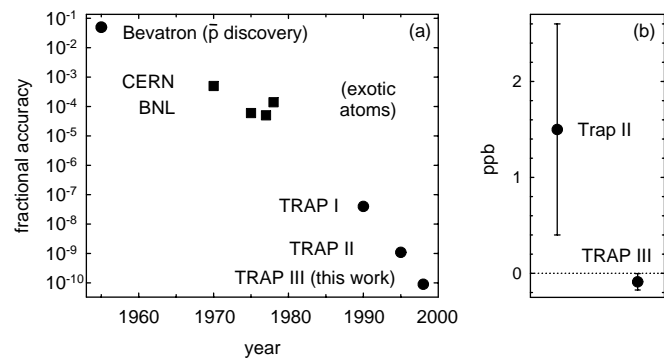 10⁻¹ Bevatron (p̄ discovery) (a)
10⁻²
10⁻³ CERN (exotic
10⁻⁴ BNL atoms)
10⁻⁵
10⁻⁶
10⁻⁷ TRAP I
10⁻⁸
10⁻⁹ TRAP II
10⁻¹⁰ TRAP III (this work)
fractional accuracy
1960 1970 1980 1990 2000
year
(b)
2
Trap II
1
TRAP III
0
ppb